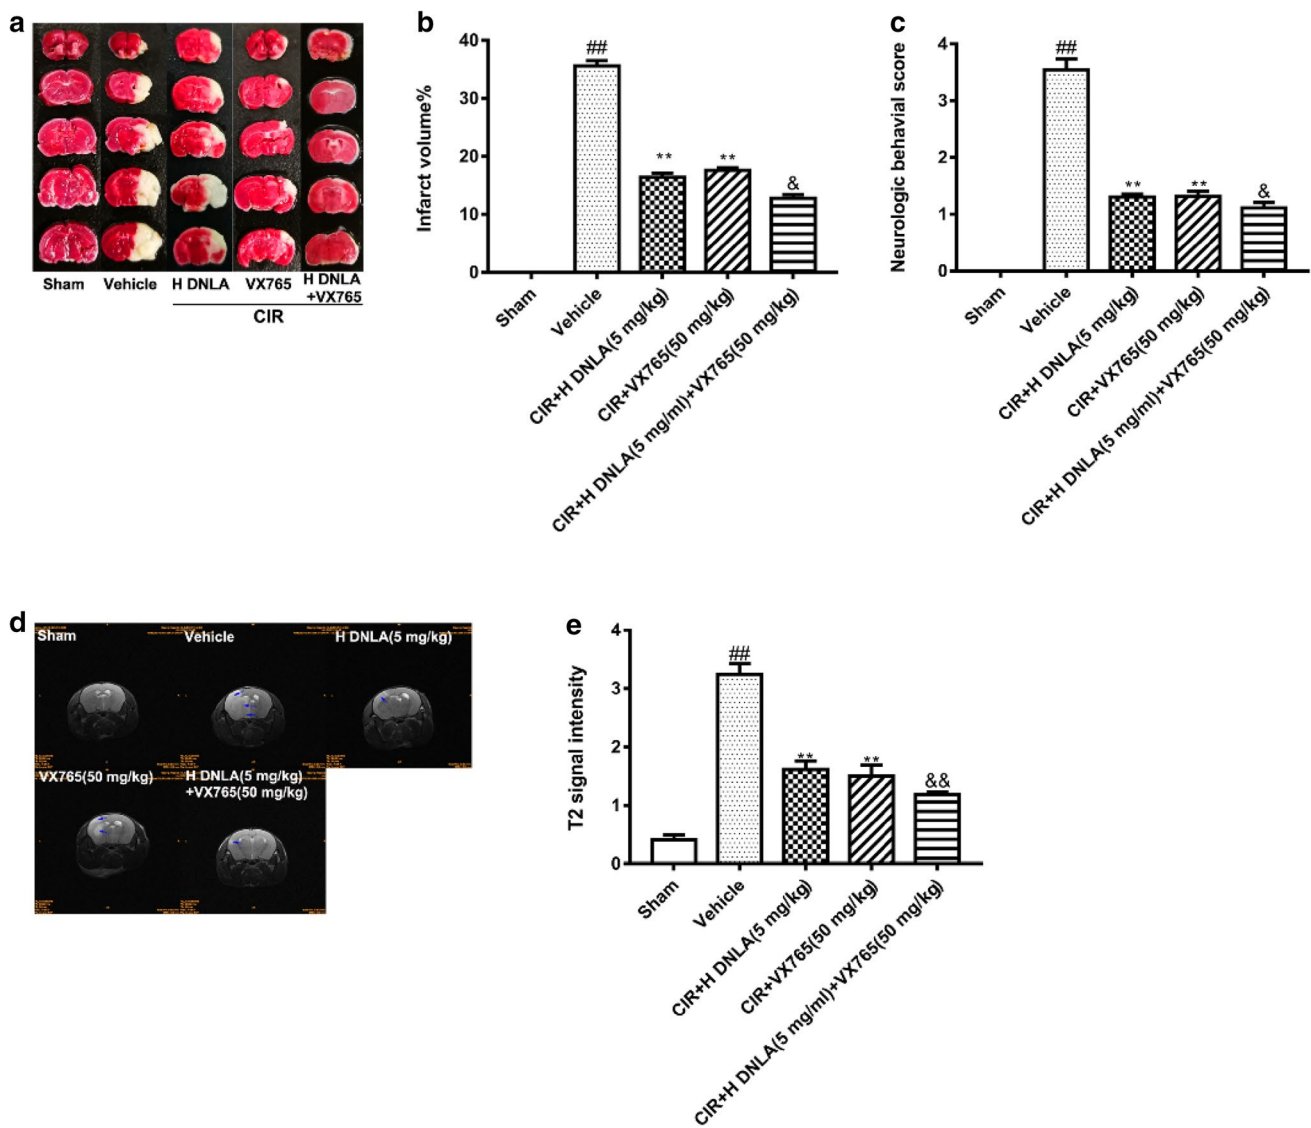 a
Sham
Vehicle
H DNLA
VX765
H DNLA
+VX765
CIR
b
Infarct volume%
40
30
20
10
0
##
**
**
&
Sham
Vehicle
CIR+H DNLA(5 mg/kg)
CIR+VX765(50 mg/kg)
CIR+H DNLA(5 mg/ml)+VX765(50 mg/kg)
c
Neurologic behavial score
4
3
2
1
0
##
**
**
&
Sham
Vehicle
CIR+H DNLA(5 mg/kg)
CIR+VX765(50 mg/kg)
CIR+H DNLA(5 mg/ml)+VX765(50 mg/kg)
d
Sham
Vehicle
H DNLA(5 mg/kg)
VX765(50 mg/kg)
H DNLA(5 mg/kg)
+VX765(50 mg/kg)
e
T2 signal intensity
4
3
2
1
0
##
**
**
&&
Sham
Vehicle
CIR+H DNLA(5 mg/kg)
CIR+VX765(50 mg/kg)
CIR+H DNLA(5 mg/ml)+VX765(50 mg/kg)